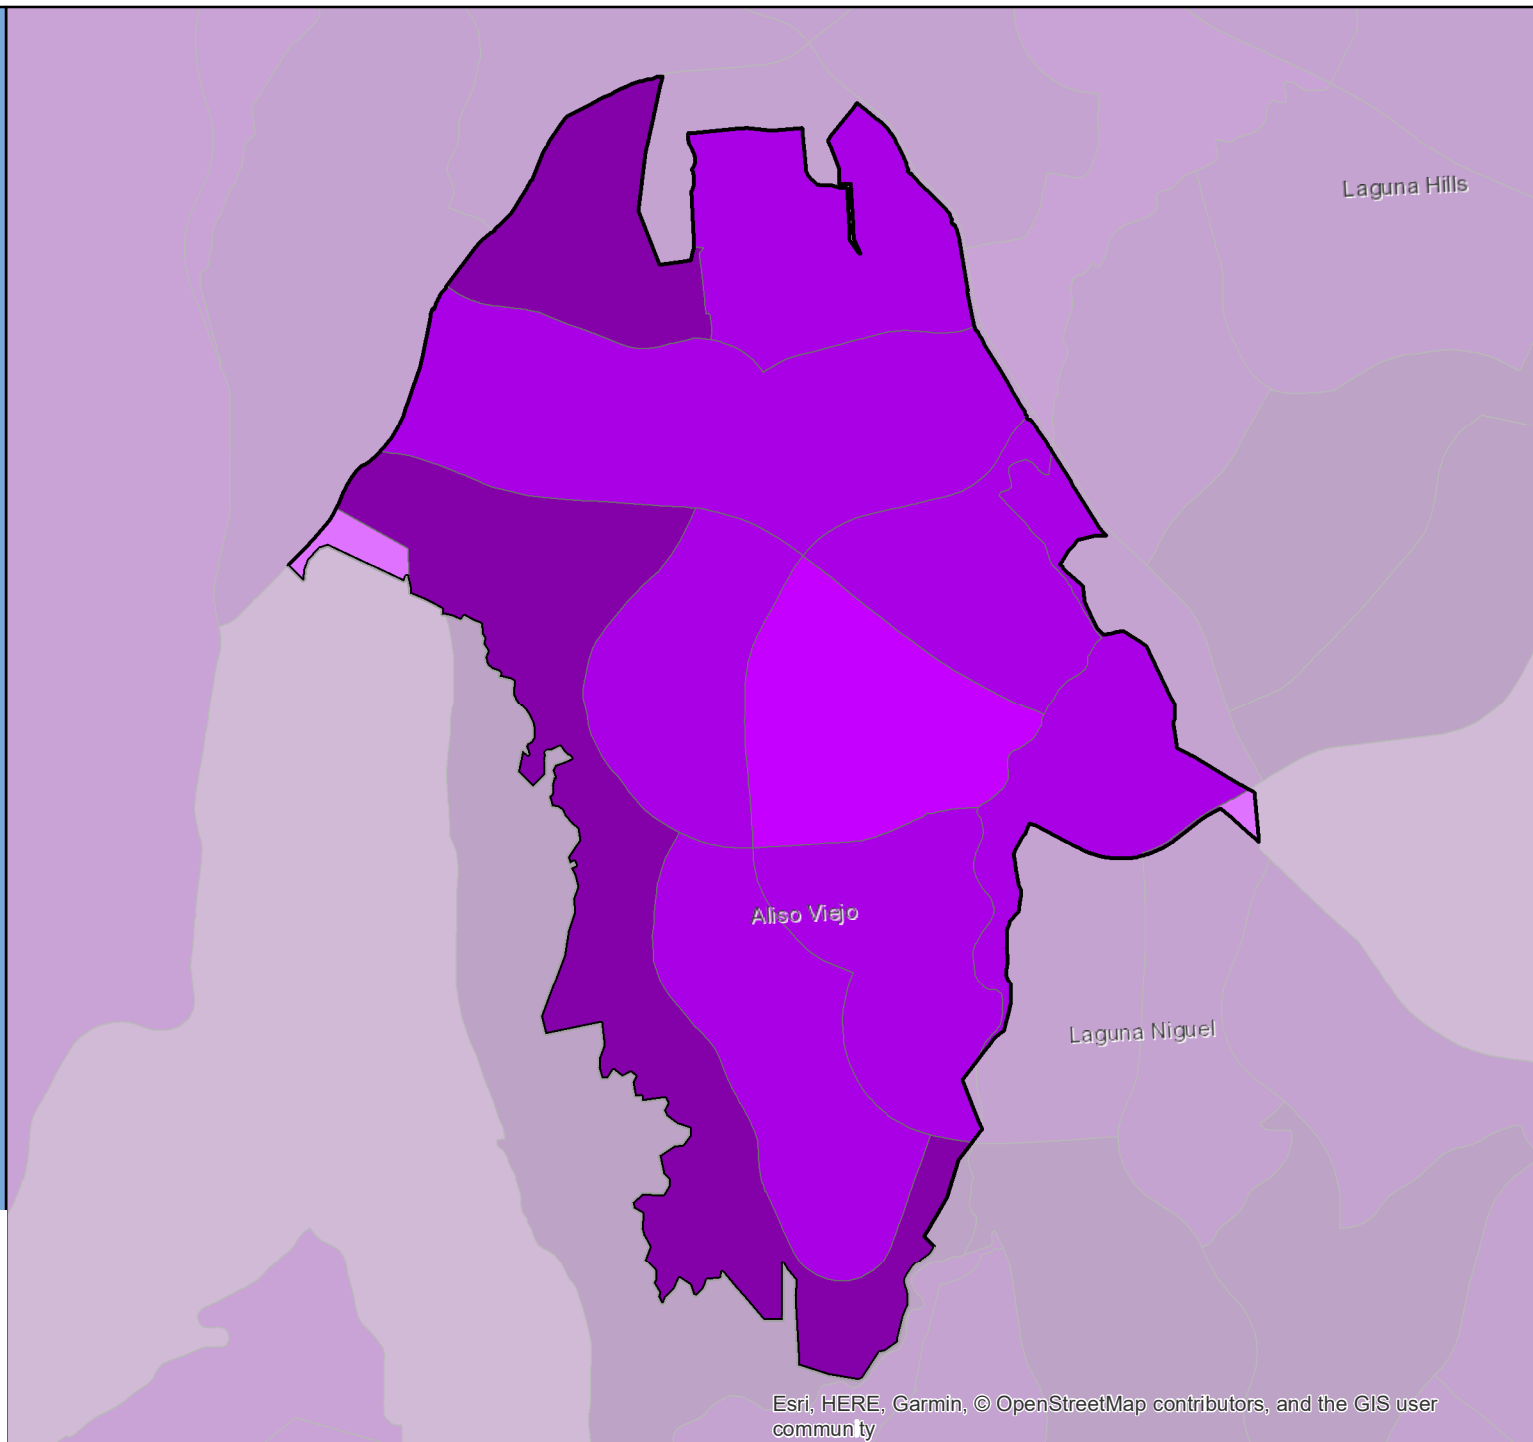 Laguna Hills
Aliso Viejo
Laguna Niguel
Esri, HERE, Garmin, © OpenStreetMap contributors, and the GIS user
community